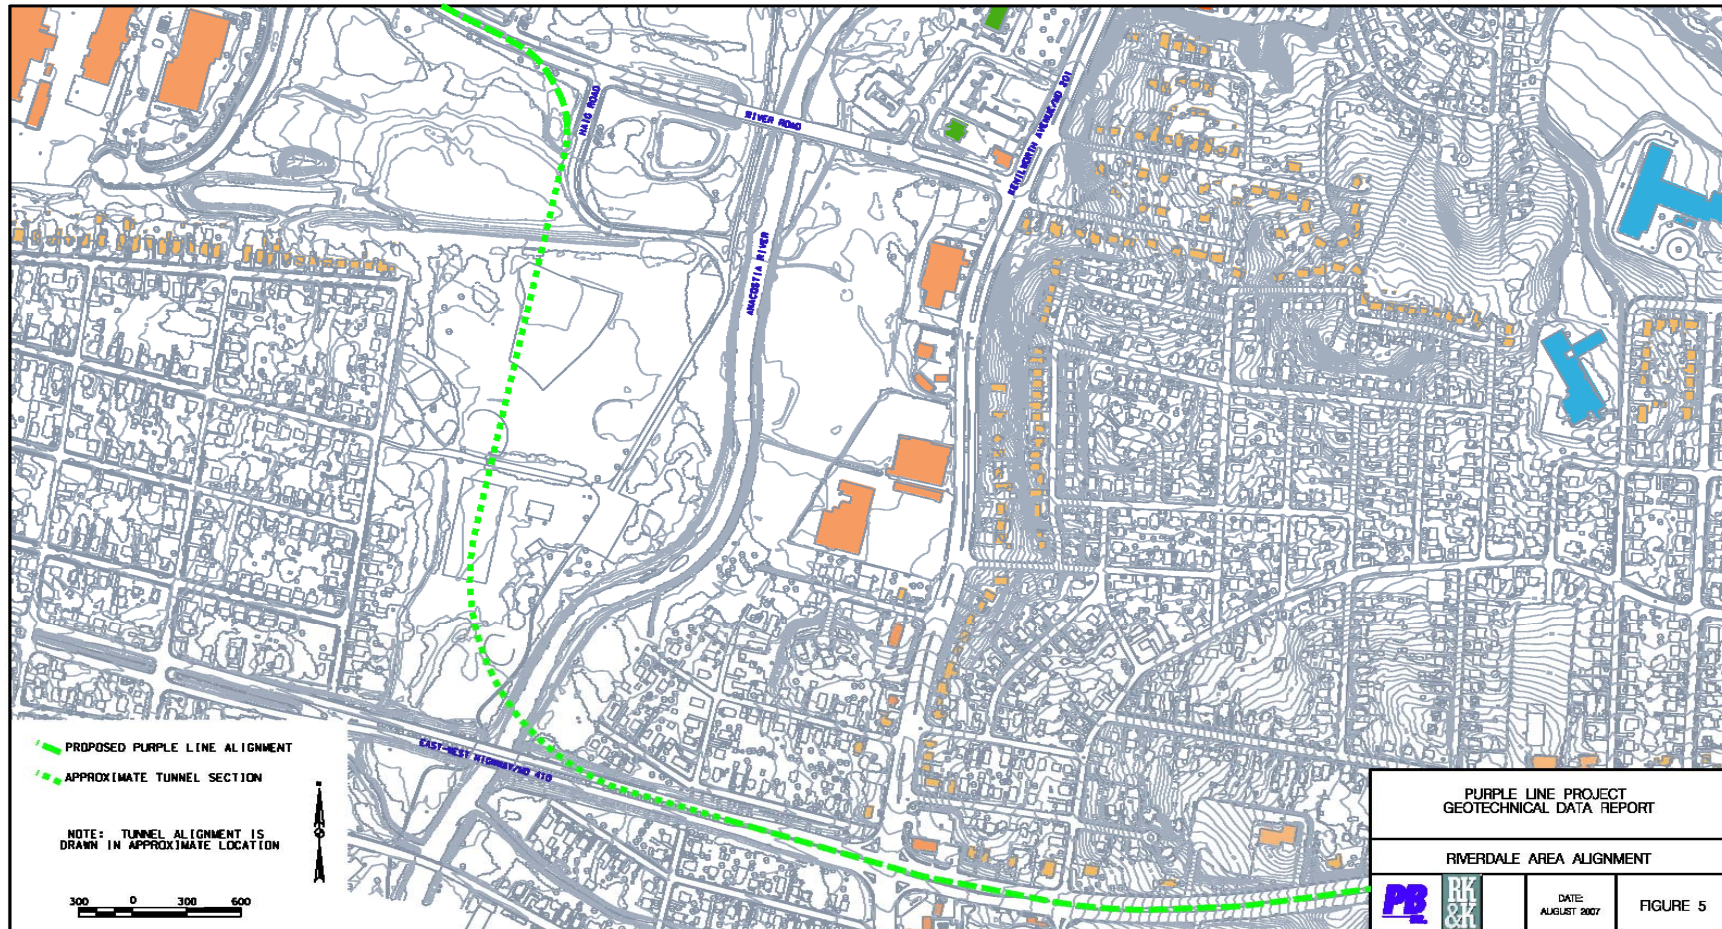 HAIG ROAD
RIVER ROAD
KENILWORTH AVENUE/MD 201
ANACOSTIA RIVER
EAST-WEST HIGHWAY/MD 410
PROPOSED PURPLE LINE ALIGNMENT
APPROXIMATE TUNNEL SECTION
NOTE: TUNNEL ALIGNMENT IS
DRAWN IN APPROXIMATE LOCATION
300 0 300 600
PURPLE LINE PROJECT
GEOTECHNICAL DATA REPORT
RIVERDALE AREA ALIGNMENT
PB
RK
&K
DATE:
AUGUST 2007
FIGURE 5